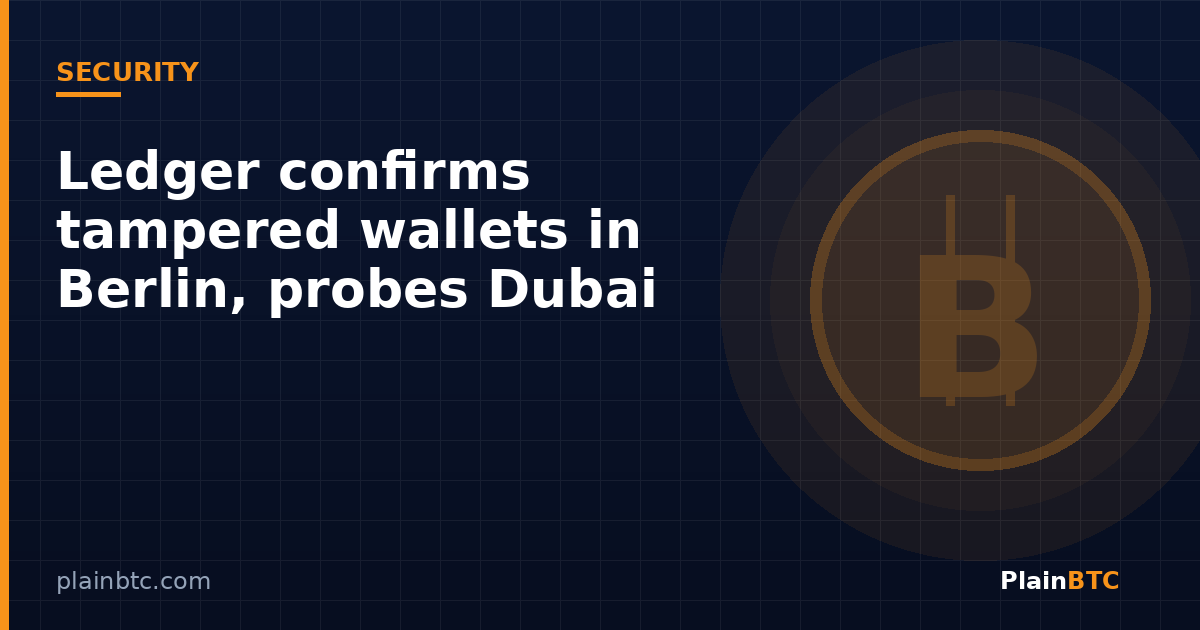 SECURITY
Ledger confirms
tampered wallets in
Berlin, probes Dubai
plainbtc.com
PlainBTC